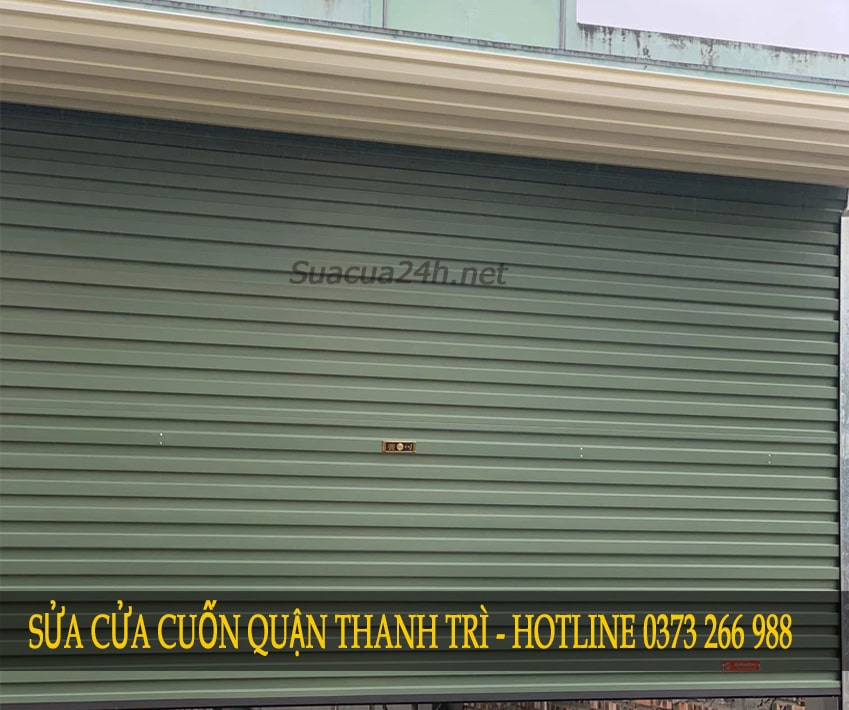 Suacua24h.net
SỬA CỬA CUỐN QUẬN THANH TRÌ - HOTLINE 0373 266 988